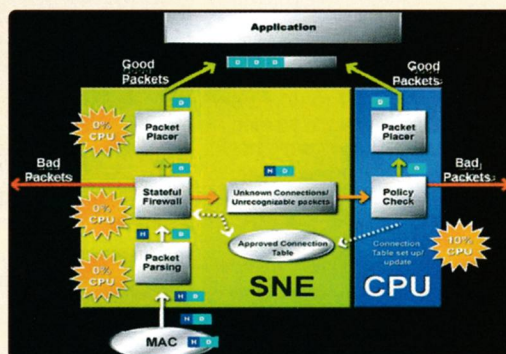 Application
Good
Packets
D D D
Good
Packets
D
0%
CPU
Packet
Placer
D
Packet
Placer
Bad
Packets
0%
CPU
Stateful
Firewall
H D
Unknown Connections/
Unrecognizable packets
Policy
Check
Bad
Packets
H D
Approved Connection
Table
Connection
Table set up/
update
10%
CPU
0%
CPU
Packet
Parsing
SNE
CPU
H D
MAC
H D